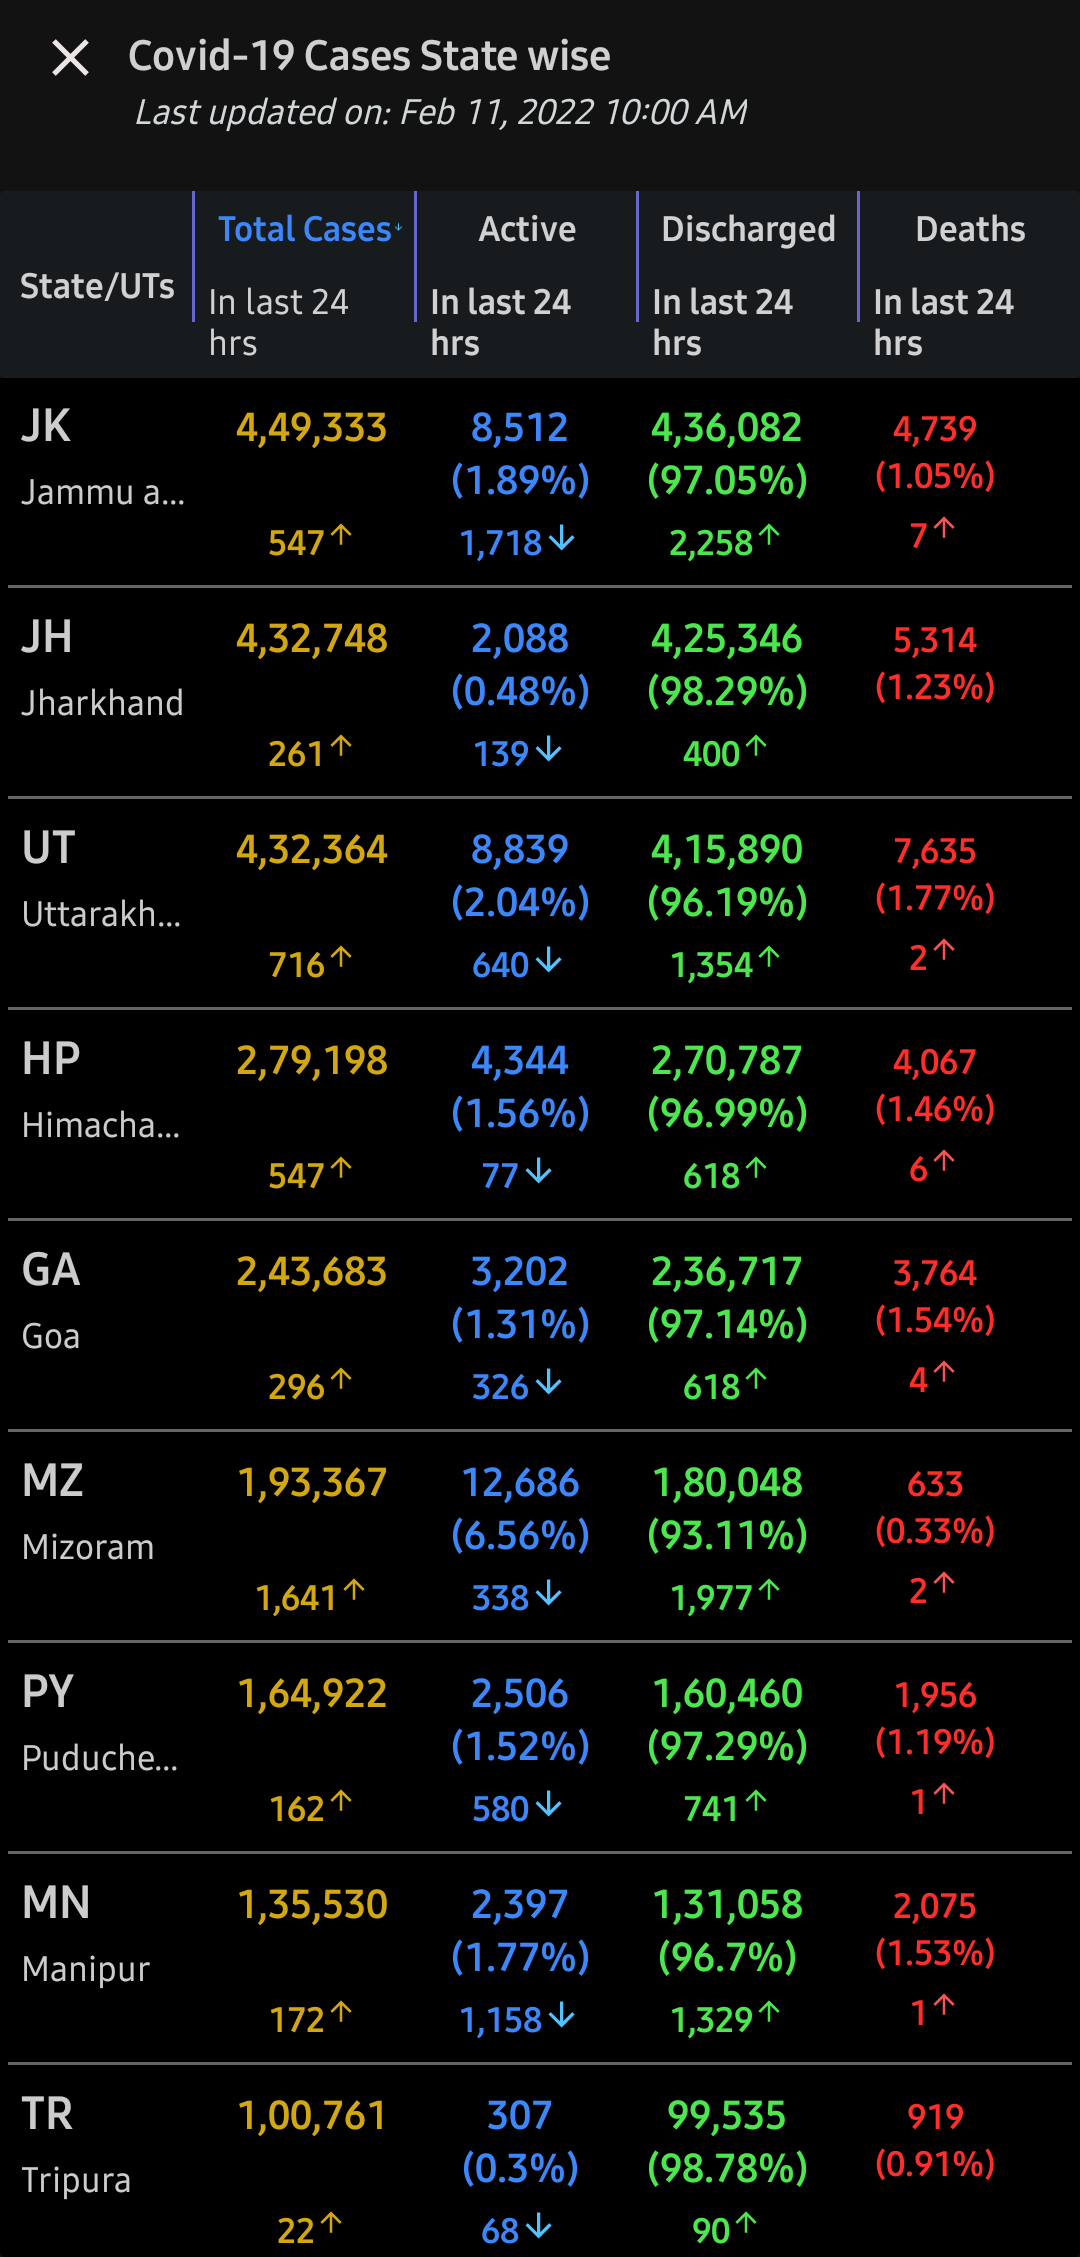 Covid-19 Cases State wise
Last updated on: Feb 11, 2022 10:00 AM
State/UTs Total Cases↓ Active Discharged Deaths
In last 24 hrs In last 24 hrs In last 24 hrs In last 24 hrs
JK 4,49,333 8,512 4,36,082 4,739
Jammu a... (1.89%) (97.05%) (1.05%)
547↑ 1,718↓ 2,258↑ 7↑
JH 4,32,748 2,088 4,25,346 5,314
Jharkhand (0.48%) (98.29%) (1.23%)
261↑ 139↓ 400↑
UT 4,32,364 8,839 4,15,890 7,635
Uttarakh... (2.04%) (96.19%) (1.77%)
716↑ 640↓ 1,354↑ 2↑
HP 2,79,198 4,344 2,70,787 4,067
Himacha... (1.56%) (96.99%) (1.46%)
547↑ 77↓ 618↑ 6↑
GA 2,43,683 3,202 2,36,717 3,764
Goa (1.31%) (97.14%) (1.54%)
296↑ 326↓ 618↑ 4↑
MZ 1,93,367 12,686 1,80,048 633
Mizoram (6.56%) (93.11%) (0.33%)
1,641↑ 338↓ 1,977↑ 2↑
PY 1,64,922 2,506 1,60,460 1,956
Puduche... (1.52%) (97.29%) (1.19%)
162↑ 580↓ 741↑ 1↑
MN 1,35,530 2,397 1,31,058 2,075
Manipur (1.77%) (96.7%) (1.53%)
172↑ 1,158↓ 1,329↑ 1↑
TR 1,00,761 307 99,535 919
Tripura (0.3%) (98.78%) (0.91%)
22↑ 68↓ 90↑